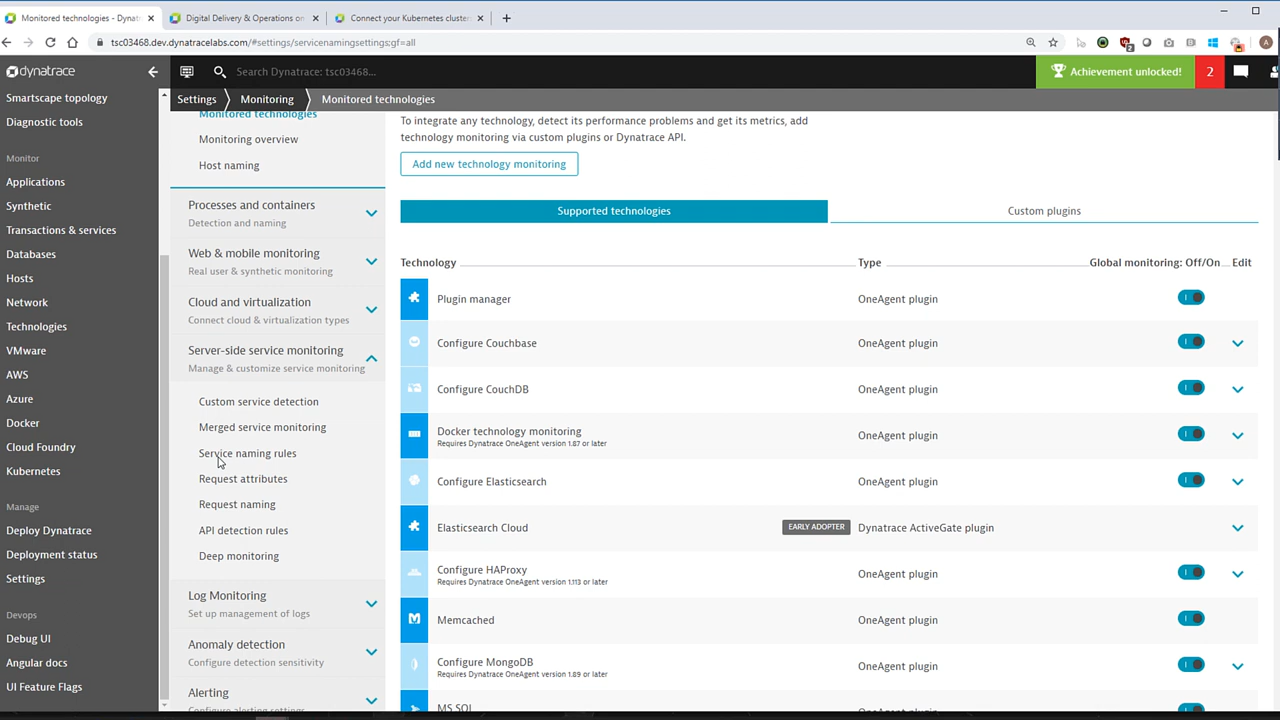 Monitored technologies - Dynatr
Digital Delivery & Operations on
Connect your Kubernetes cluster
tsc03468.dev.dynatracelabs.com/#settings/servicenamingsettings;gf=all
dynatrace
Search Dynatrace: tsc03468...
Achievement unlocked!
2
Smartscape topology
Diagnostic tools
Monitor
Applications
Synthetic
Transactions & services
Databases
Hosts
Network
Technologies
VMware
AWS
Azure
Docker
Cloud Foundry
Kubernetes
Manage
Deploy Dynatrace
Deployment status
Settings
Devops
Debug UI
Angular docs
UI Feature Flags
Settings
Monitoring
Monitored technologies
Monitored technologies
Monitoring overview
Host naming
Processes and containers
Detection and naming
Web & mobile monitoring
Real user & synthetic monitoring
Cloud and virtualization
Connect cloud & virtualization types
Server-side service monitoring
Manage & customize service monitoring
Custom service detection
Merged service monitoring
Service naming rules
Request attributes
Request naming
API detection rules
Deep monitoring
Log Monitoring
Set up management of logs
Anomaly detection
Configure detection sensitivity
Alerting
Configure alerting settings
To integrate any technology, detect its performance problems and get its metrics, add
technology monitoring via custom plugins or Dynatrace API.
Add new technology monitoring
Supported technologies
Custom plugins
Technology
Type
Global monitoring: Off/On
Edit
Plugin manager
OneAgent plugin
Configure Couchbase
OneAgent plugin
Configure CouchDB
OneAgent plugin
Docker technology monitoring
Requires Dynatrace OneAgent version 1.87 or later
OneAgent plugin
Configure Elasticsearch
OneAgent plugin
Elasticsearch Cloud
EARLY ADOPTER
Dynatrace ActiveGate plugin
Configure HAProxy
Requires Dynatrace OneAgent version 1.113 or later
OneAgent plugin
Memcached
OneAgent plugin
Configure MongoDB
Requires Dynatrace OneAgent version 1.89 or later
OneAgent plugin
MS SQL